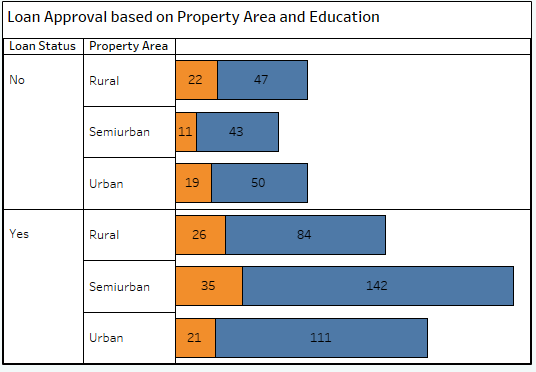 Loan Approval based on Property Area and Education
Loan Status Property Area
No Rural 22 47
Semiurban 11 43
Urban 19 50
Yes Rural 26 84
Semiurban 35 142
Urban 21 111